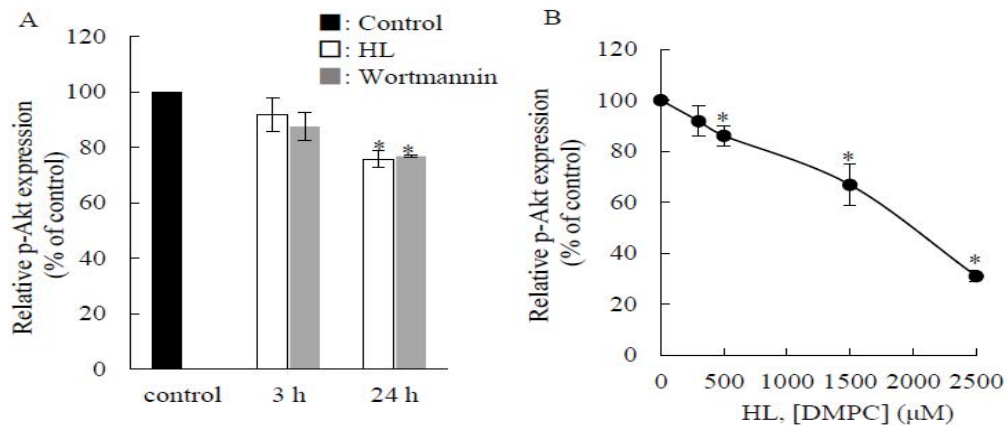 A
■: Control
□: HL
■: Wortmannin
Relative p-Akt expression
(% of control)
120
100
80
60
40
20
0
* *
control 3 h 24 h
B
Relative p-Akt expression
(% of control)
120
100
80
60
40
20
0
*
*
*
0 500 1000 1500 2000 2500
HL, [DMPC] (μM)